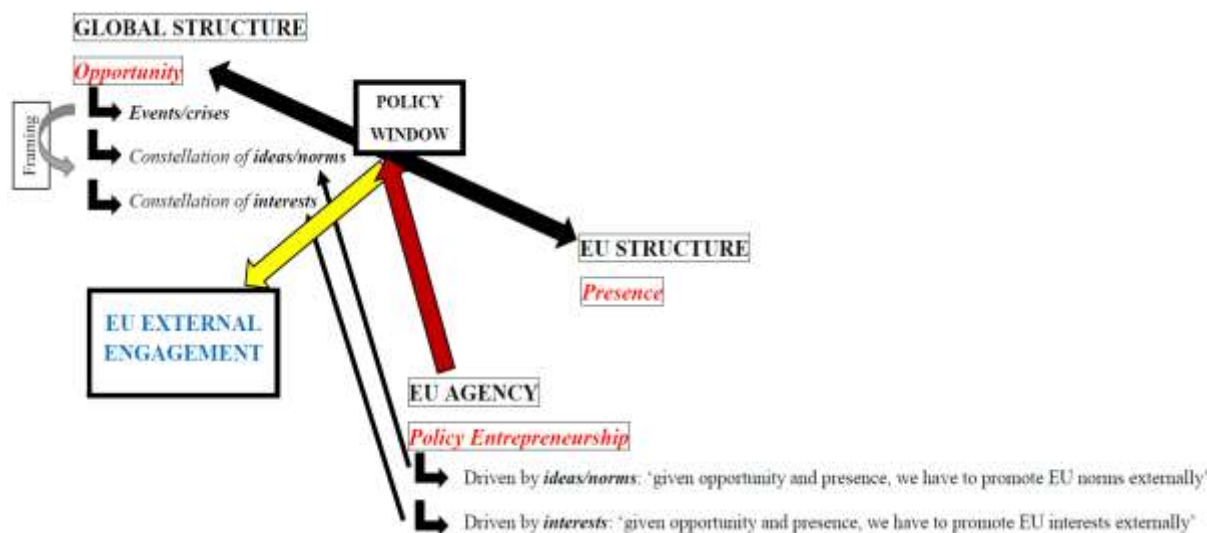 GLOBAL STRUCTURE
Opportunity
Framing
Events/crises
Constellation of ideas/norms
Constellation of interests
POLICY
WINDOW
EU STRUCTURE
Presence
EU EXTERNAL
ENGAGEMENT
EU AGENCY
Policy Entrepreneurship
Driven by ideas/norms: ‘given opportunity and presence, we have to promote EU norms externally’
Driven by interests: ‘given opportunity and presence, we have to promote EU interests externally’